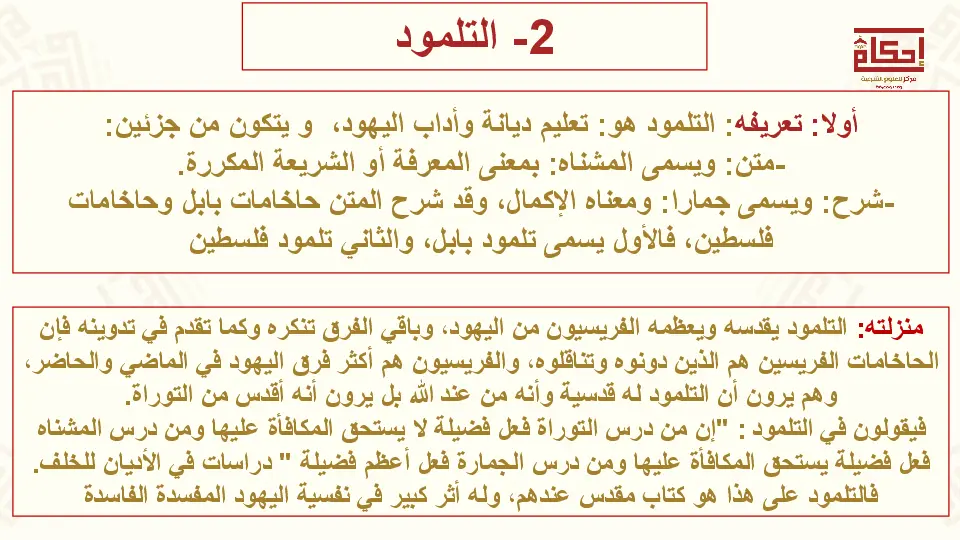 2- التلمود
إحكام
مركز للعلوم الشرعية
أولا: تعريفه: التلمود هو: تعليم ديانة وأداب اليهود، و يتكون من جزئين:
-متن: ويسمى المشناه: بمعنى المعرفة أو الشريعة المكررة.
-شرح: ويسمى جمارا: ومعناه الإكمال، وقد شرح المتن حاخامات بابل وحاخامات
فلسطين، فالأول يسمى تلمود بابل، والثاني تلمود فلسطين
منزلته: التلمود يقدسه ويعظمه الفريسيون من اليهود، وباقي الفرق تنكره وكما تقدم في تدوينه فإن
الحاخامات الفريسين هم الذين دونوه وتناقلوه، والفريسيون هم أكثر فرق اليهود في الماضي والحاضر،
وهم يرون أن التلمود له قدسية وأنه من عند الله بل يرون أنه أقدس من التوراة.
فيقولون في التلمود : "إن من درس التوراة فعل فضيلة لا يستحق المكافأة عليها ومن درس المشناه
فعل فضيلة يستحق المكافأة عليها ومن درس الجمارة فعل أعظم فضيلة " دراسات في الأديان للخلف.
فالتلمود على هذا هو كتاب مقدس عندهم، وله أثر كبير في نفسية اليهود المفسدة الفاسدة